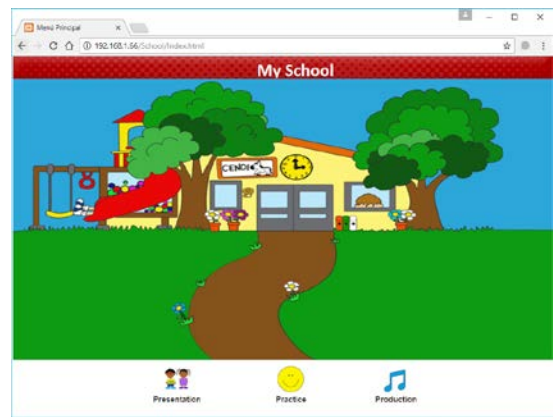 Menú Principal
192.168.1.56/School/Index.html
My School
CENDI
Presentation
Practice
Production